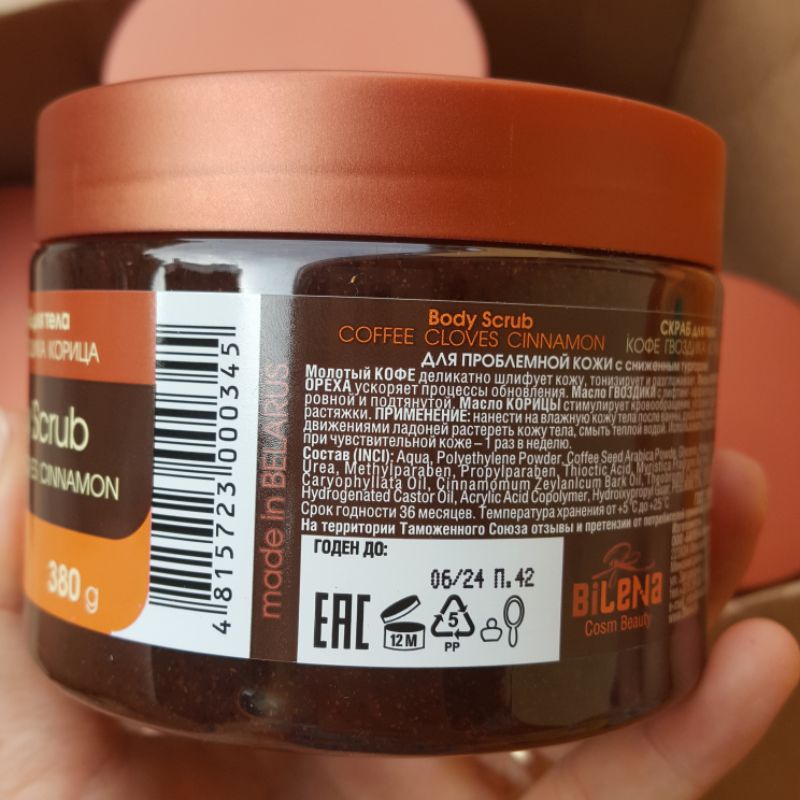 тела
КОРИЦА
Scrub
CINNAMON
380 g
4 815723 000345
made in BELARUS
Body Scrub
COFFEE CLOVES CINNAMON
СКРАБ для
КОФЕ ГВОЗДИКА
ДЛЯ ПРОБЛЕМНОЙ КОЖИ с сниженным тургором
Молотый КОФЕ деликатно шлифует кожу, тонизирует и разглаживает.
ОРЕХА ускоряет процессы обновления. Масло ГВОЗДИКИ с
ровной и подтянутой. Масло КОРИЦЫ стимулирует
растяжки. ПРИМЕНЕНИЕ: нанести на влажную кожу тела после
движениями ладоней растереть кожу тела, смыть теплой водой.
при чувствительной коже – 1 раз в неделю.
Состав (INCI): Aqua, Polyethylene Powder, Coffee Seed Arabica Powder,
Urea, Methylparaben, Propylparaben, Thioctic Acid, Myristica
Caryophyllata Oil, Cinnamomum Zeylanicum Bark Oil,
Hydrogenated Castor Oil, Acrylic Acid Copolymer,
Срок годности 36 месяцев. Температура хранения от +5°C до +25°C
На территории Таможенного Союза отзывы и претензии от
ГОДЕН ДО:
06/24 П.42
EAC
12 M
5
PP
BiLeNa
Cosm Beauty